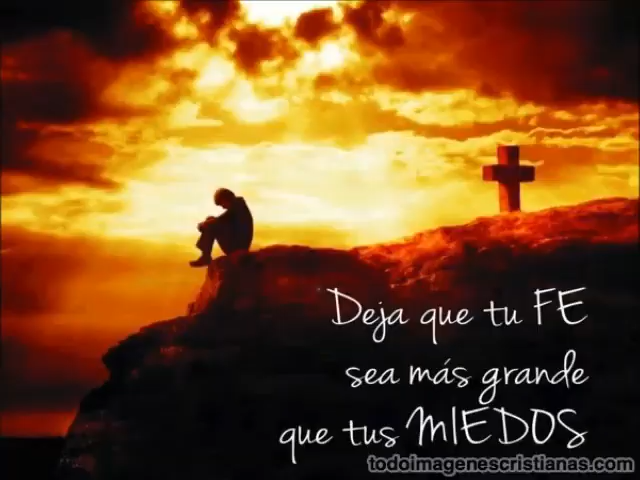 Deja que tu FE
sea más grande
que tus MIEDOS
todoimagenescristianas.com